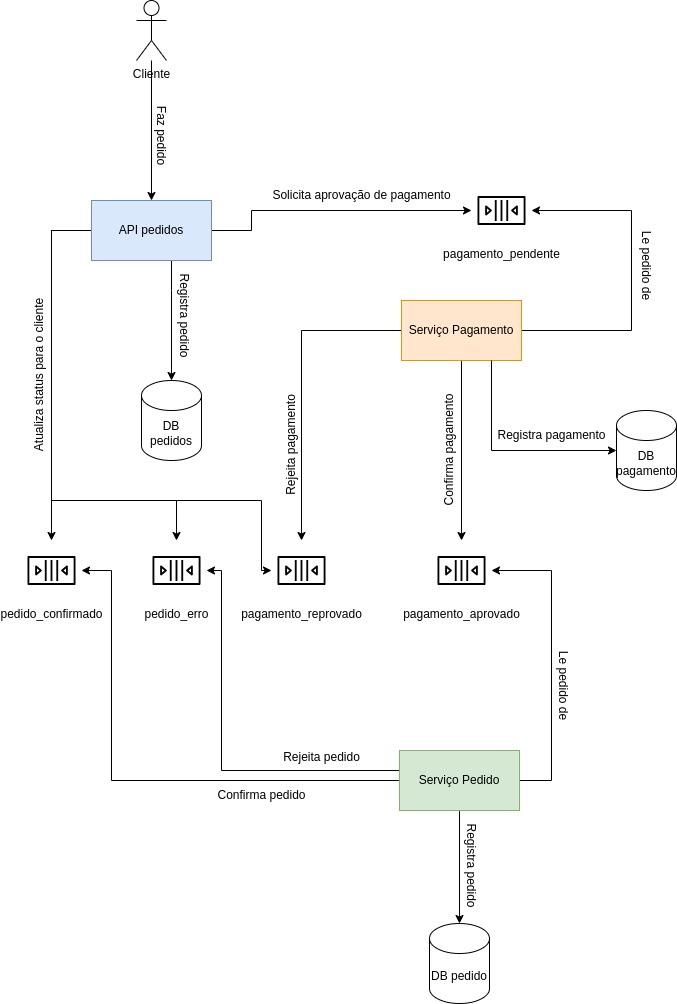 Cliente
Faz pedido
Solicita aprovação de pagamento
API pedidos
pagamento_pendente
Le pedido de
Registra pedido
Atualiza status para o cliente
Serviço Pagamento
DB
pedidos
Rejeita pagamento
Confirma pagamento
Registra pagamento
DB
pagamento
pedido_confirmado
pedido_erro
pagamento_reprovado
pagamento_aprovado
Le pedido de
Rejeita pedido
Serviço Pedido
Confirma pedido
Registra pedido
DB pedido